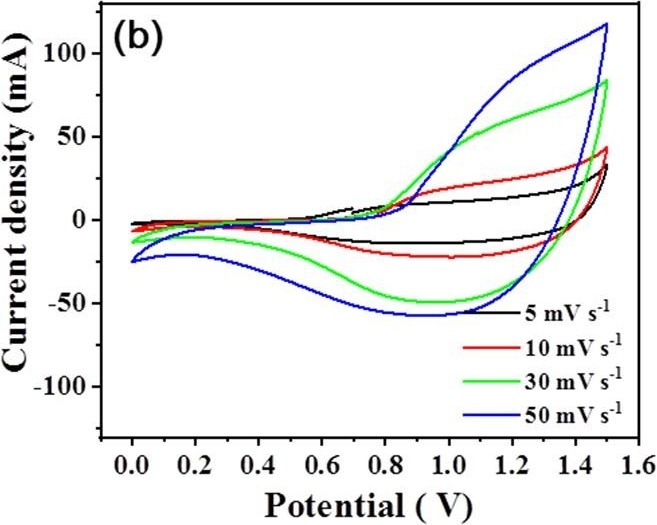 (b)
Current density (mA)
100
50
0
-50
-100
5 mV s⁻¹
10 mV s⁻¹
30 mV s⁻¹
50 mV s⁻¹
0.0 0.2 0.4 0.6 0.8 1.0 1.2 1.4 1.6
Potential ( V)